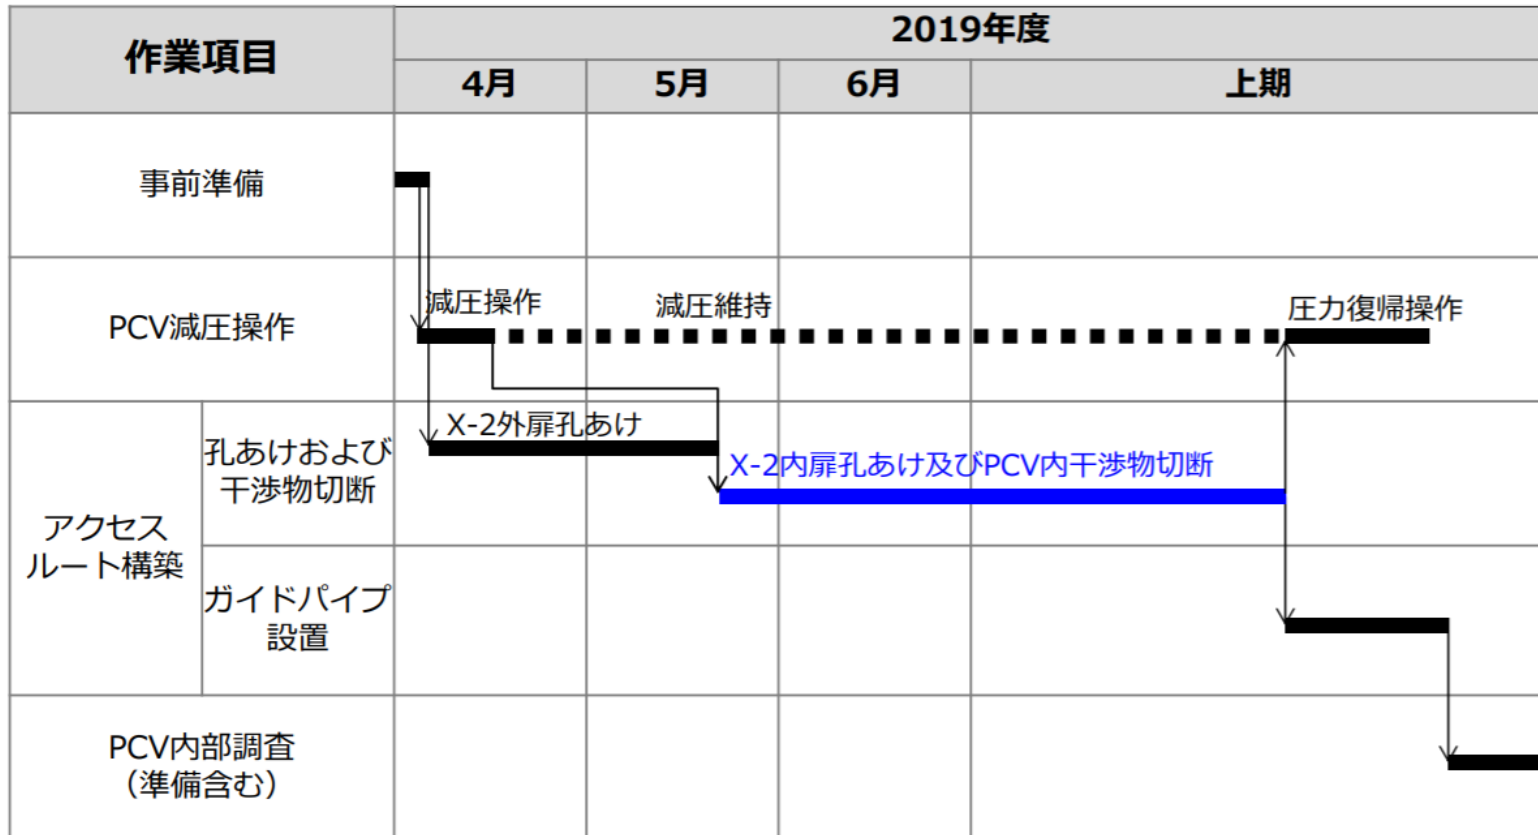 作業項目
2019年度
4月
5月
6月
上期
事前準備
PCV減圧操作
減圧操作
減圧維持
圧力復帰操作
アクセス
ルート構築
孔あけおよび
干渉物切断
X-2外扉孔あけ
X-2内扉孔あけ及びPCV内干渉物切断
ガイドパイプ
設置
PCV内部調査
（準備含む）